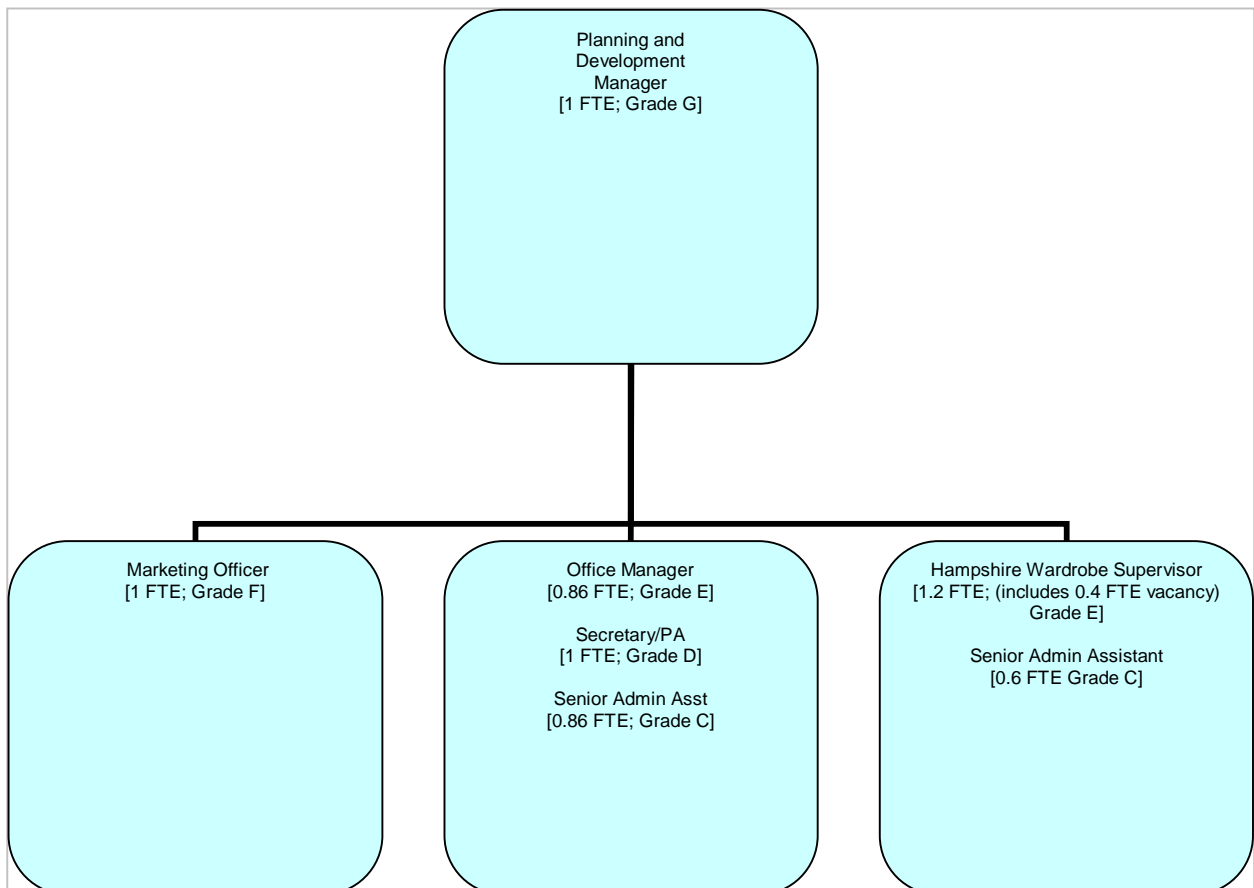 Planning and
Development
Manager
[1 FTE; Grade G]
Marketing Officer
[1 FTE; Grade F]
Office Manager
[0.86 FTE; Grade E]
Secretary/PA
[1 FTE; Grade D]
Senior Admin Asst
[0.86 FTE; Grade C]
Hampshire Wardrobe Supervisor
[1.2 FTE; (includes 0.4 FTE vacancy)
Grade E]
Senior Admin Assistant
[0.6 FTE Grade C]